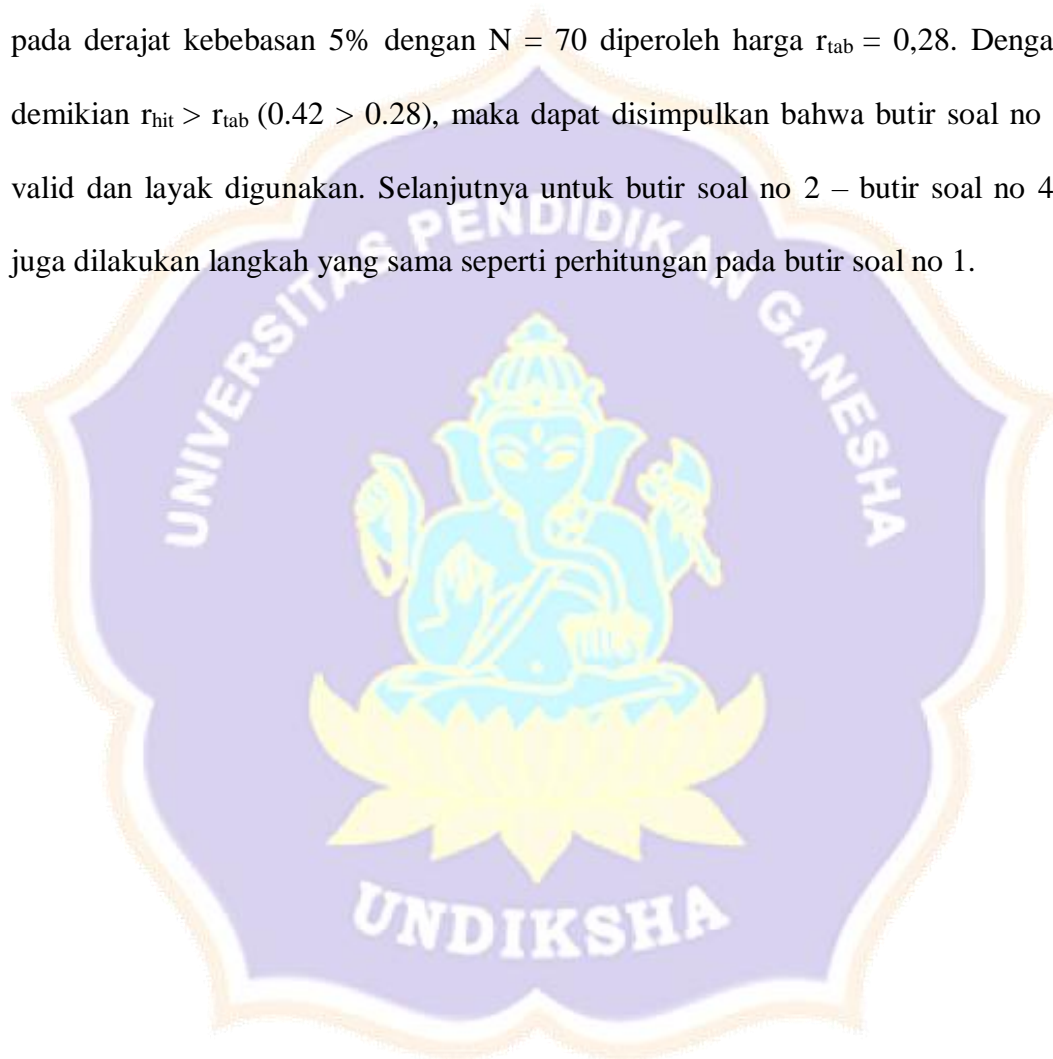 pada derajat kebebasan 5% dengan N = 70 diperoleh harga rtab = 0,28. Denga
demikian rhit > rtab (0.42 > 0.28), maka dapat disimpulkan bahwa butir soal no
valid dan layak digunakan. Selanjutnya untuk butir soal no 2 – butir soal no 4
juga dilakukan langkah yang sama seperti perhitungan pada butir soal no 1.
UNIVERSITAS PENDIDIKAN GANESHA
UNDIKSHA